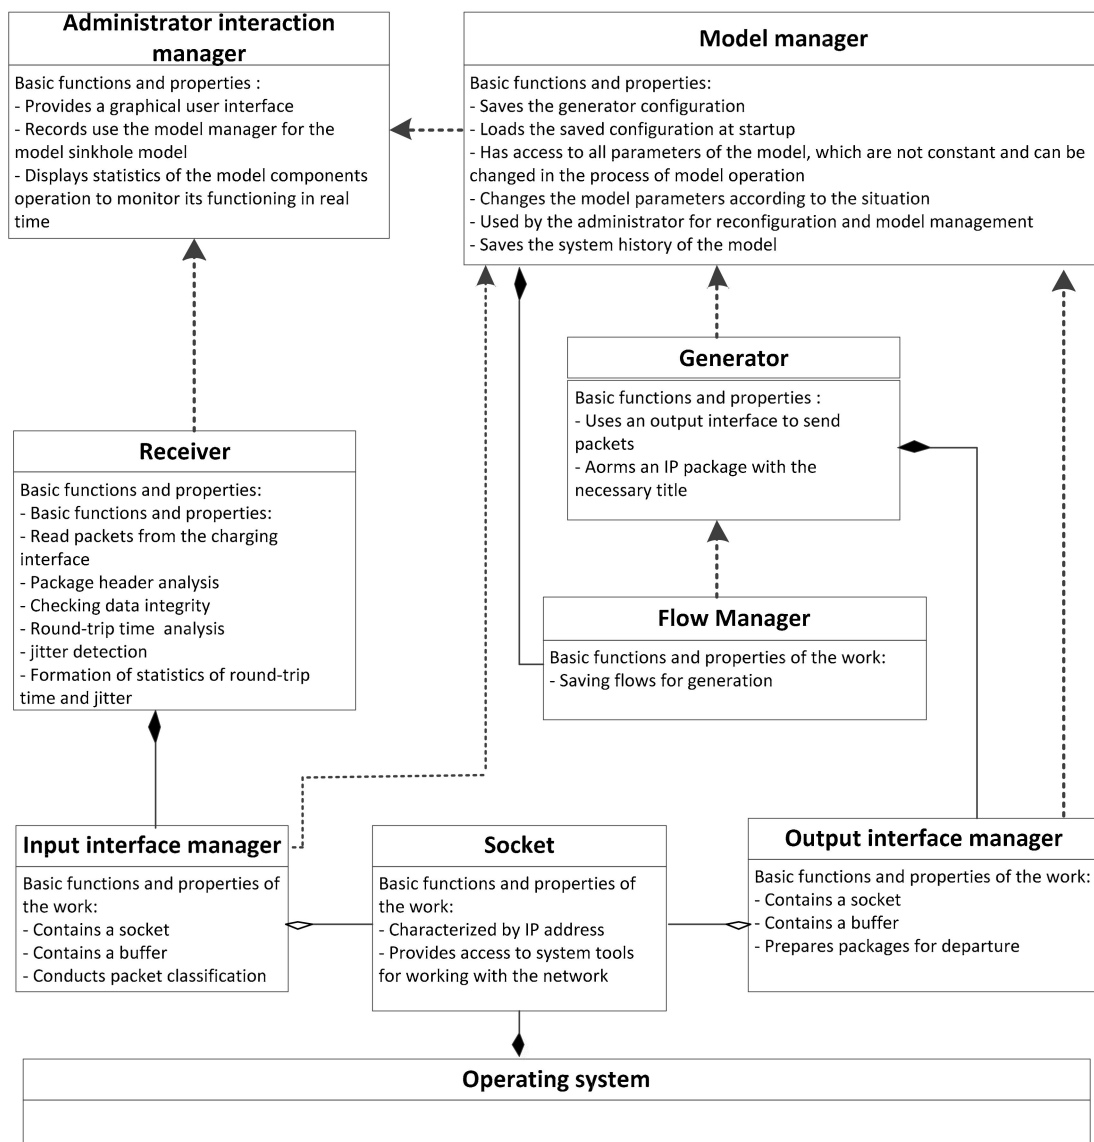 Administrator interaction
manager
Basic functions and properties :
- Provides a graphical user interface
- Records use the model manager for the
model sinkhole model
- Displays statistics of the model components
operation to monitor its functioning in real
time
Model manager
Basic functions and properties:
- Saves the generator configuration
- Loads the saved configuration at startup
- Has access to all parameters of the model, which are not constant and can be
changed in the process of model operation
- Changes the model parameters according to the situation
- Used by the administrator for reconfiguration and model management
- Saves the system history of the model
Generator
Basic functions and properties :
- Uses an output interface to send
packets
- Aorms an IP package with the
necessary title
Receiver
Basic functions and properties:
- Basic functions and properties:
- Read packets from the charging
interface
- Package header analysis
- Checking data integrity
- Round-trip time analysis
- jitter detection
- Formation of statistics of round-trip
time and jitter
Flow Manager
Basic functions and properties of the work:
- Saving flows for generation
Input interface manager
Basic functions and properties of
the work:
- Contains a socket
- Contains a buffer
- Conducts packet classification
Socket
Basic functions and properties of
the work:
- Characterized by IP address
- Provides access to system tools
for working with the network
Output interface manager
Basic functions and properties of the work:
- Contains a socket
- Contains a buffer
- Prepares packages for departure
Operating system